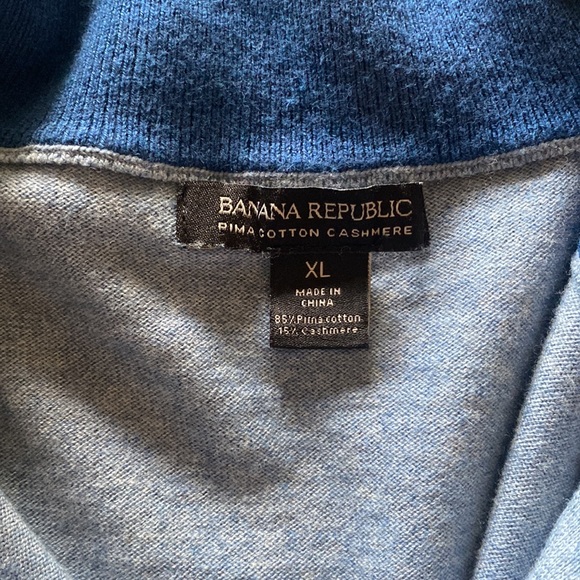 BANANA REPUBLIC
PIMA COTTON CASHMERE
XL
MADE IN
CHINA
85% Pima cotton
15% Cashmere